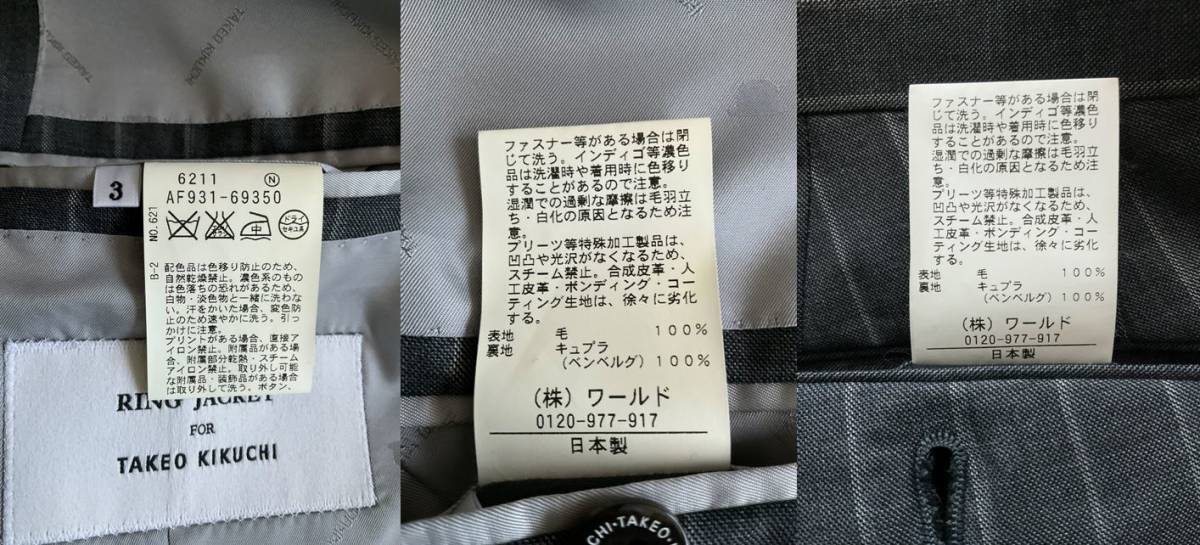 TAKEO KIKUCHI
TAKEO KIKUCHI
3
6211 Ⓝ
AF931-69350
NO.621
B-2
ドライ
セキユ系
中
配色品は色移り防止のため、
自然乾燥禁止。濃色系のもの
は色落ちの恐れがあるため、
白物・淡色物と一緒に洗わな
い。汗をかいた場合、変色防
止のため速やかに洗う。引っ
かけに注意。
プリントがある場合、直接ア
イロン禁止。附属品がある場
合、附属部分乾熱・スチーム
アイロン禁止。取り外し可能
な附属品・装飾品がある場合
は取り外して洗う。ボタン、
RING JACKET
FOR
TAKEO KIKUCHI
ファスナー等がある場合は閉
じて洗う。インディゴ等濃色
品は洗濯時や着用時に色移り
することがあるので注意。
湿潤での過剰な摩擦は毛羽立
ち・白化の原因となるため注
意。
プリーツ等特殊加工製品は、
凹凸や光沢がなくなるため、
スチーム禁止。合成皮革・人
工皮革・ボンディング・コー
ティング生地は、徐々に劣化
する。
表地 毛 100%
裏地 キュプラ
(ベンベルグ) 100%
(株) ワールド
0120-977-917
日本製
CHI-TAKEO-
ファスナー等がある場合は閉
じて洗う。インディゴ等濃色
品は洗濯時や着用時に色移り
することがあるので注意。
湿潤での過剰な摩擦は毛羽立
ち・白化の原因となるため注
意。
プリーツ等特殊加工製品は、
凹凸や光沢がなくなるため、
スチーム禁止。合成皮革・人
工皮革・ボンディング・コー
ティング生地は、徐々に劣化
する。
表地 毛 100%
裏地 キュプラ
(ベンベルグ) 100%
(株) ワールド
0120-977-917
日本製